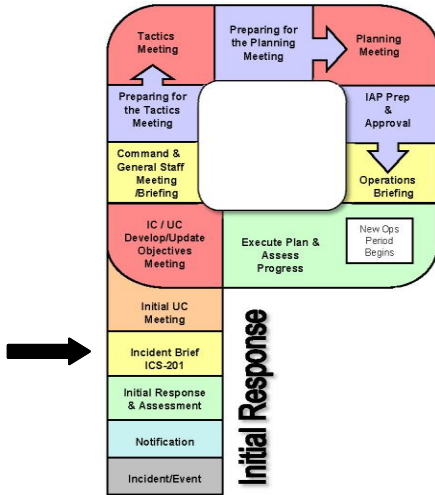 Tactics
Meeting
Preparing for
the Planning
Meeting
Planning
Meeting
Preparing for
the Tactics
Meeting
IAP Prep
&
Approval
Command &
General Staff
Meeting
/Briefing
Operations
Briefing
IC / UC
Develop/Update
Objectives
Meeting
Execute Plan &
Assess
Progress
New Ops
Period
Begins
Initial UC
Meeting
Incident Brief
ICS-201
Initial Response
& Assessment
Notification
Incident/Event
Initial Response